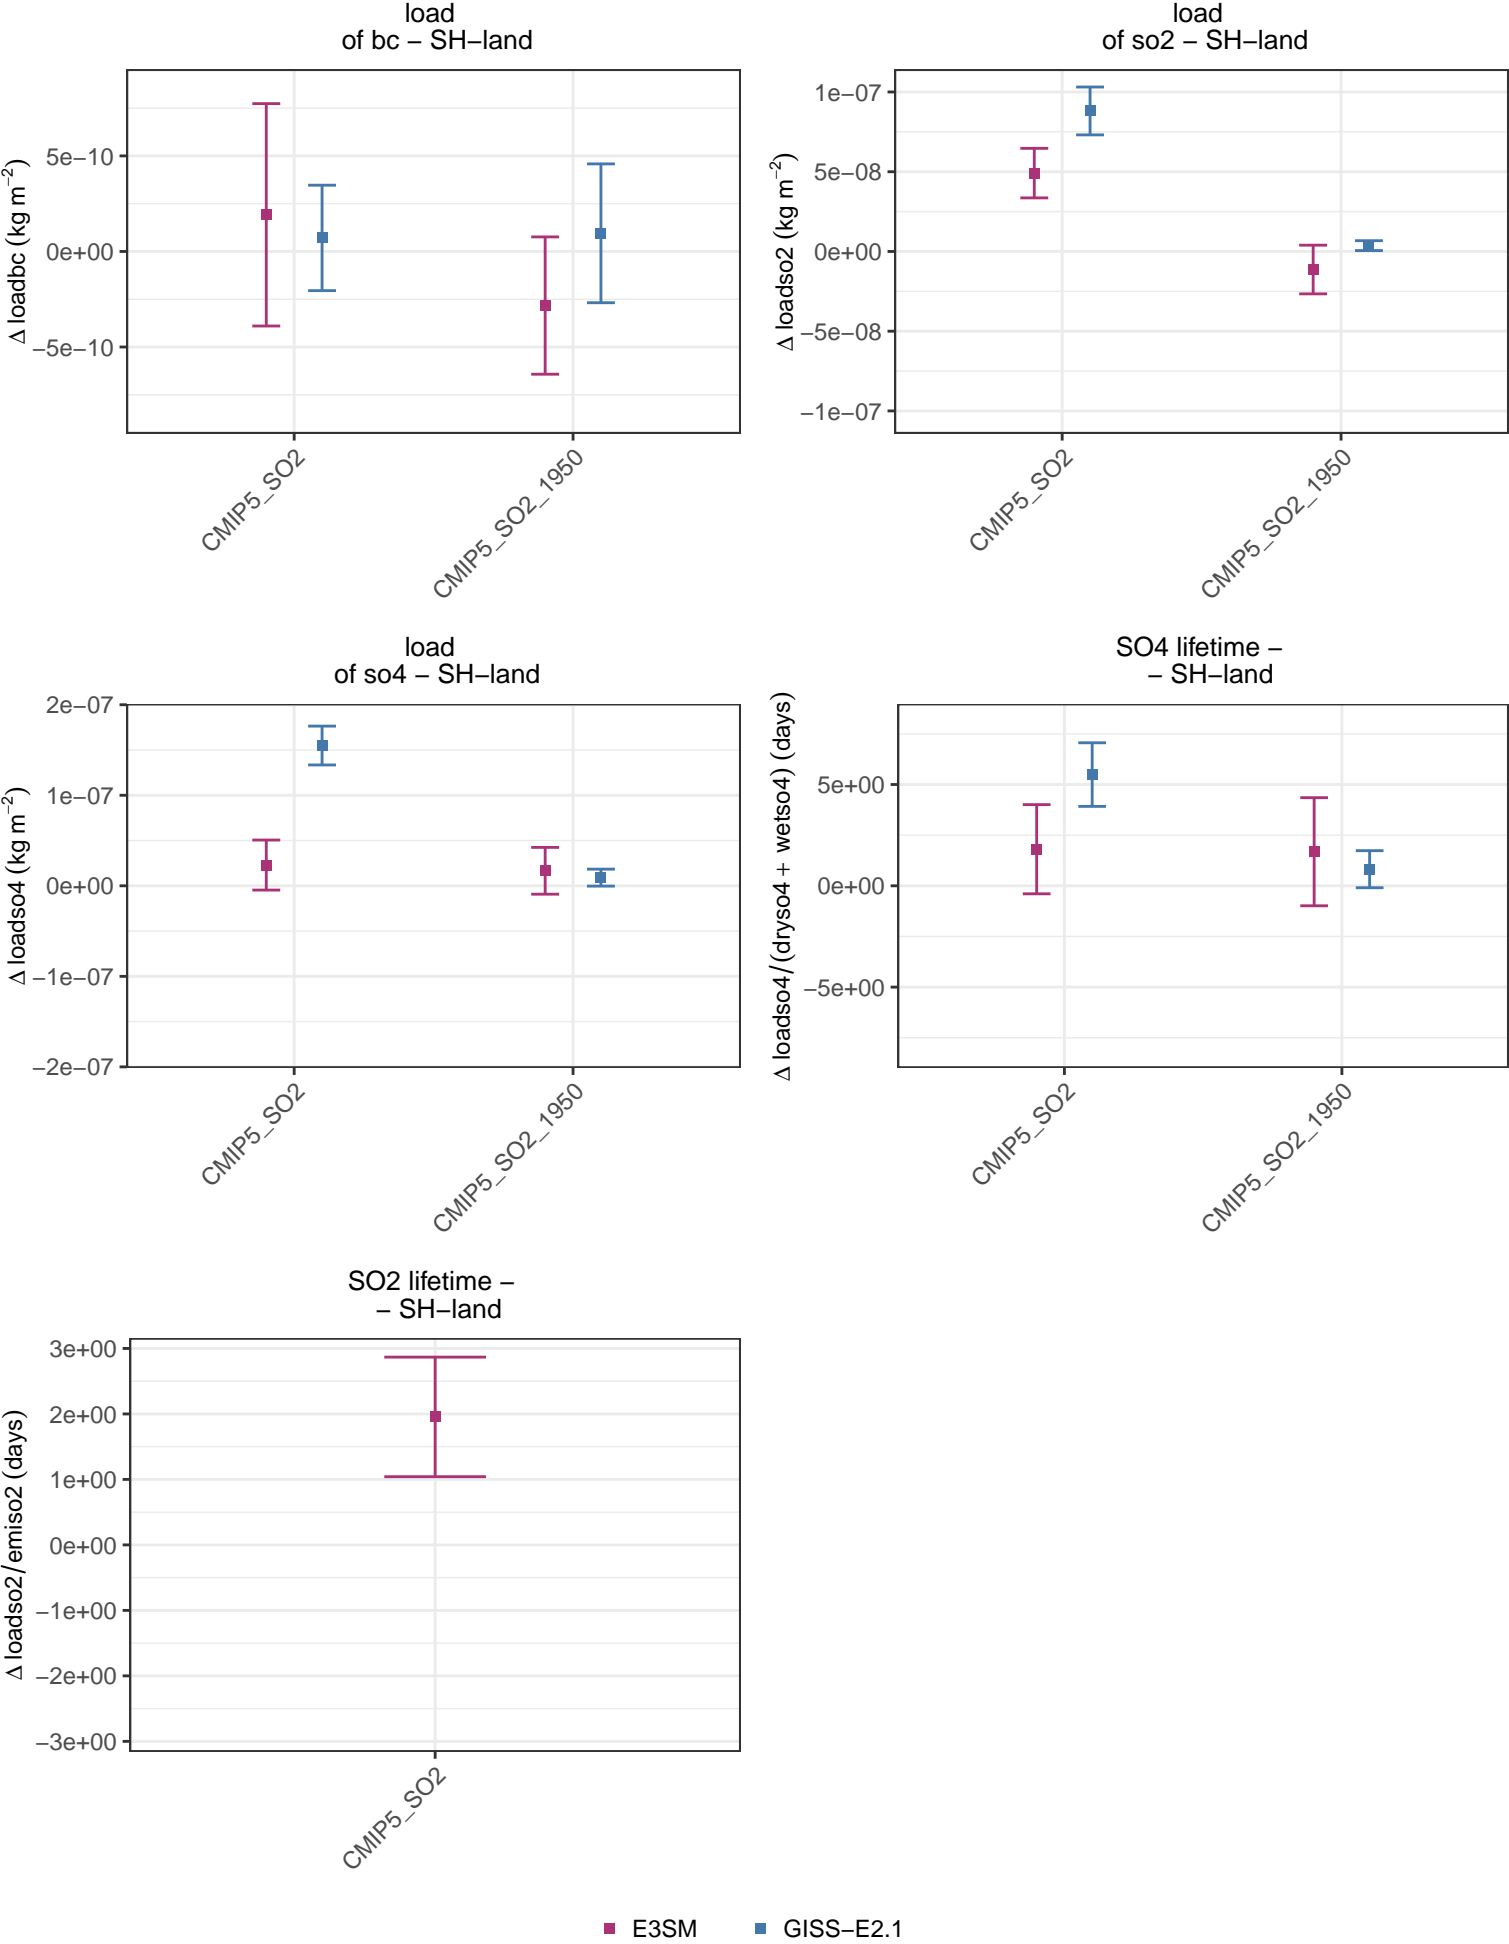 load
of bc − SH−land
Δ loadbc (kg m⁻²)
5e−10
0e+00
−5e−10
CMIP5_SO2
CMIP5_SO2_1950
load
of so2 − SH−land
Δ loadso2 (kg m⁻²)
1e−07
5e−08
0e+00
−5e−08
−1e−07
CMIP5_SO2
CMIP5_SO2_1950
load
of so4 − SH−land
Δ loadso4 (kg m⁻²)
2e−07
1e−07
0e+00
−1e−07
−2e−07
CMIP5_SO2
CMIP5_SO2_1950
SO4 lifetime −
− SH−land
Δ loadso4/(dryso4 + wetso4) (days)
5e+00
0e+00
−5e+00
CMIP5_SO2
CMIP5_SO2_1950
SO2 lifetime −
− SH−land
Δ loadso2/emiso2 (days)
3e+00
2e+00
1e+00
0e+00
−1e+00
−2e+00
−3e+00
CMIP5_SO2
E3SM
GISS−E2.1